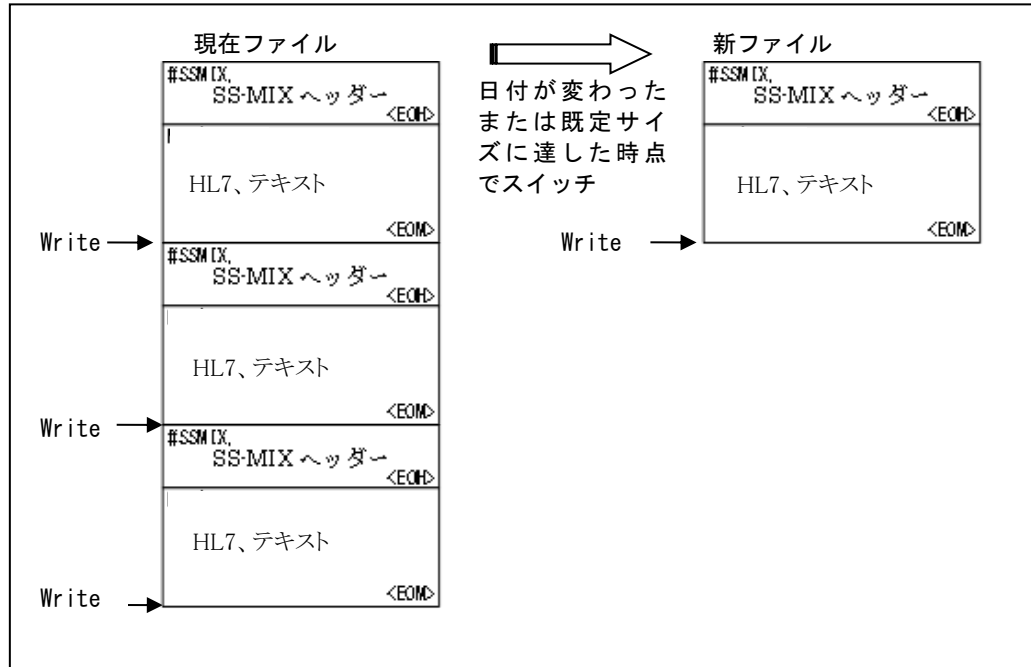 現在ファイル
#SSMIX,
SS-MIX ヘッダー
<EOH>
HL7、テキスト
<EOM>
Write
#SSMIX,
SS-MIX ヘッダー
<EOH>
HL7、テキスト
<EOM>
Write
#SSMIX,
SS-MIX ヘッダー
<EOH>
HL7、テキスト
<EOM>
Write
日付が変わった
または既定サイ
ズに達した時点
でスイッチ
新ファイル
#SSMIX,
SS-MIX ヘッダー
<EOH>
HL7、テキスト
<EOM>
Write